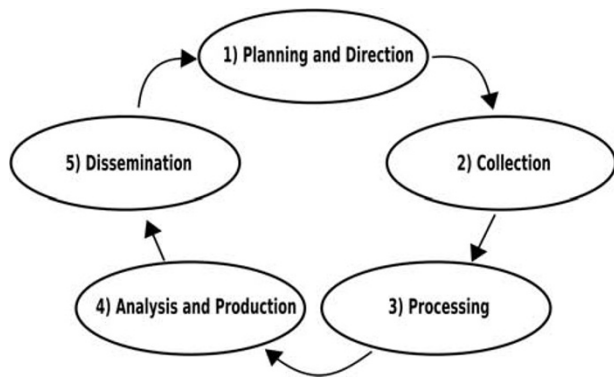 1) Planning and Direction
2) Collection
3) Processing
4) Analysis and Production
5) Dissemination